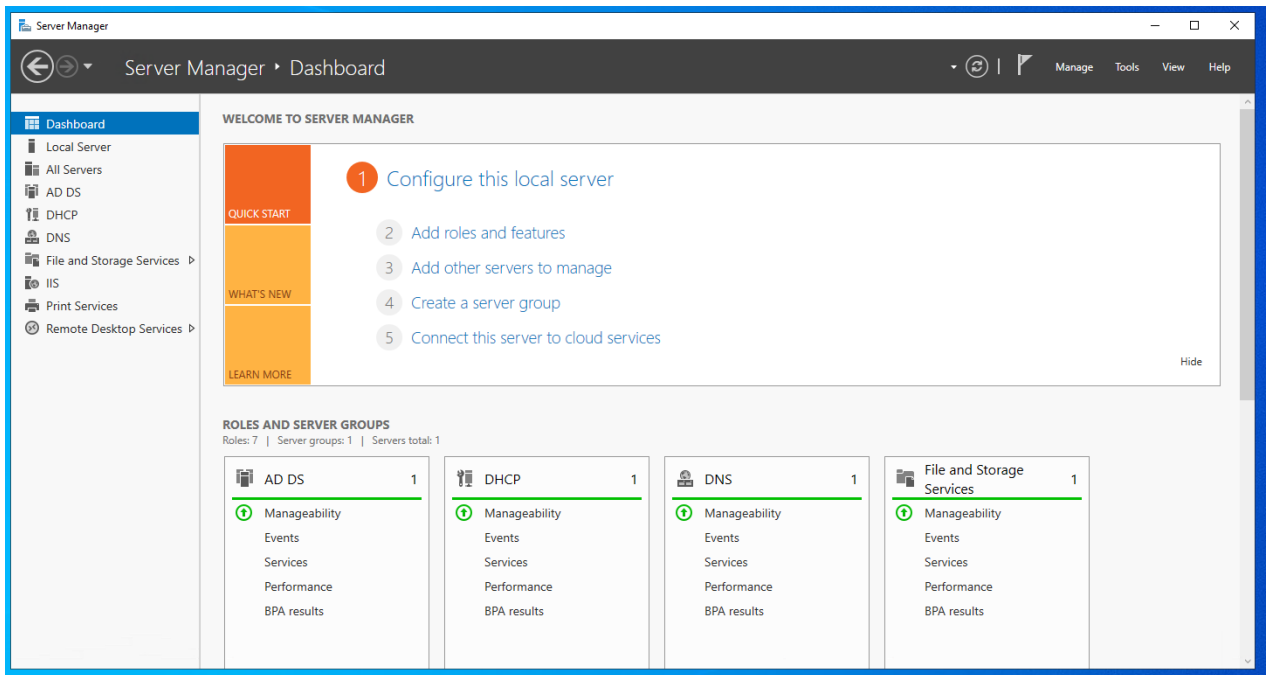 Server Manager
Server Manager • Dashboard
Manage Tools View Help
Dashboard
Local Server
All Servers
AD DS
DHCP
DNS
File and Storage Services
IIS
Print Services
Remote Desktop Services
WELCOME TO SERVER MANAGER
QUICK START
WHAT'S NEW
LEARN MORE
1 Configure this local server
2 Add roles and features
3 Add other servers to manage
4 Create a server group
5 Connect this server to cloud services
Hide
ROLES AND SERVER GROUPS
Roles: 7 | Server groups: 1 | Servers total: 1
AD DS 1
Manageability
Events
Services
Performance
BPA results
DHCP 1
Manageability
Events
Services
Performance
BPA results
DNS 1
Manageability
Events
Services
Performance
BPA results
File and Storage
Services 1
Manageability
Events
Services
Performance
BPA results